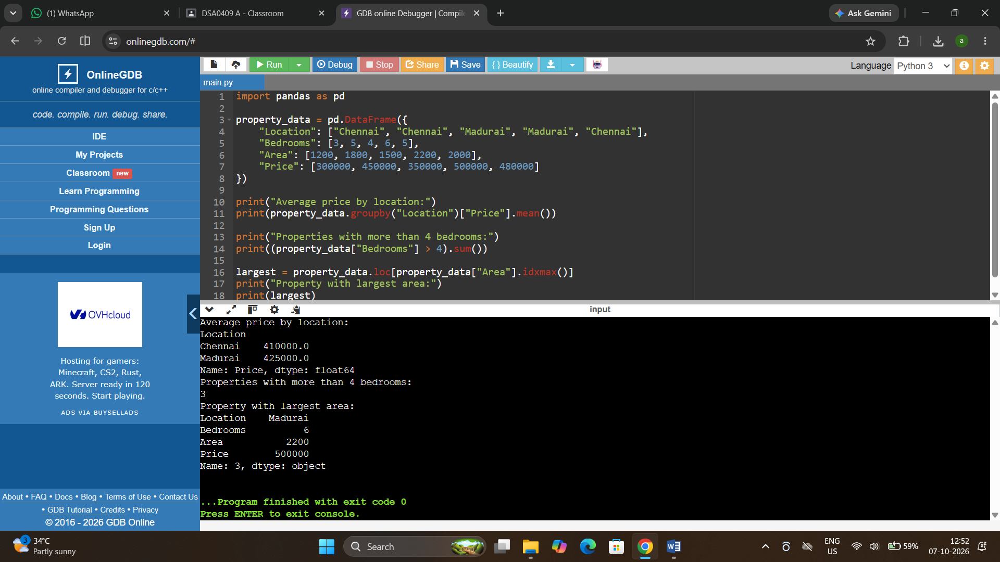 (1) WhatsApp
DSA0409 A - Classroom
GDB online Debugger | Compile
Ask Gemini
onlinegdb.com/#
a
OnlineGDB
online compiler and debugger for c/c++
code. compile. run. debug. share.
IDE
My Projects
Classroom new
Learn Programming
Programming Questions
Sign Up
Login
OVHcloud
Hosting for gamers:
Minecraft, CS2, Rust,
ARK. Server ready in 120
seconds. Start playing.
ADS VIA BUYSELLADS
About • FAQ • Docs • Blog • Terms of Use • Contact Us
• GDB Tutorial • Credits • Privacy
© 2016 - 2026 GDB Online
Run Debug Stop Share Save { } Beautify
Language Python 3
main.py
1 import pandas as pd
2
3 property_data = pd.DataFrame({
4     "Location": ["Chennai", "Chennai", "Madurai", "Madurai", "Chennai"],
5     "Bedrooms": [3, 5, 4, 6, 5],
6     "Area": [1200, 1800, 1500, 2200, 2000],
7     "Price": [300000, 450000, 350000, 500000, 480000]
8 })
9
10 print("Average price by location:")
11 print(property_data.groupby("Location")["Price"].mean())
12
13 print("Properties with more than 4 bedrooms:")
14 print((property_data["Bedrooms"] > 4).sum())
15
16 largest = property_data.loc[property_data["Area"].idxmax()]
17 print("Property with largest area:")
18 print(largest)
input
Average price by location:
Location
Chennai    410000.0
Madurai    425000.0
Name: Price, dtype: float64
Properties with more than 4 bedrooms:
3
Property with largest area:
Location    Madurai
Bedrooms          6
Area           2200
Price        500000
Name: 3, dtype: object
...Program finished with exit code 0
Press ENTER to exit console.
3
34°C
Partly sunny
Search
ENG
US
59%
12:52
07-10-2026